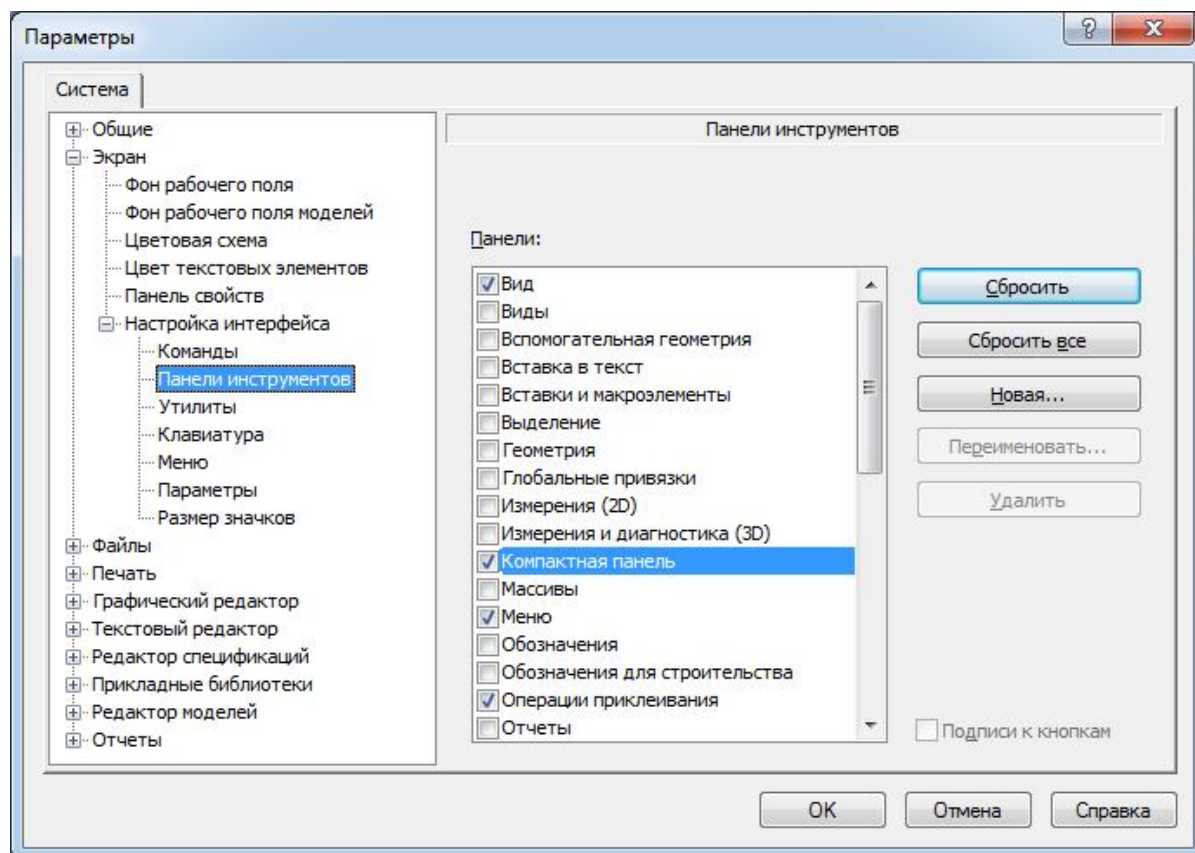 Параметры
Система
Общие
Экран
Фон рабочего поля
Фон рабочего поля моделей
Цветовая схема
Цвет текстовых элементов
Панель свойств
Настройка интерфейса
Команды
Панели инструментов
Утилиты
Клавиатура
Меню
Параметры
Размер значков
Файлы
Печать
Графический редактор
Текстовый редактор
Редактор спецификаций
Прикладные библиотеки
Редактор моделей
Отчеты
Панели инструментов
Панели:
Вид
Виды
Вспомогательная геометрия
Вставка в текст
Вставки и макроэлементы
Выделение
Геометрия
Глобальные привязки
Измерения (2D)
Измерения и диагностика (3D)
Компактная панель
Массивы
Меню
Обозначения
Обозначения для строительства
Операции приклеивания
Отчеты
Сбросить
Сбросить все
Новая...
Переименовать...
Удалить
Подписи к кнопкам
OK
Отмена
Справка